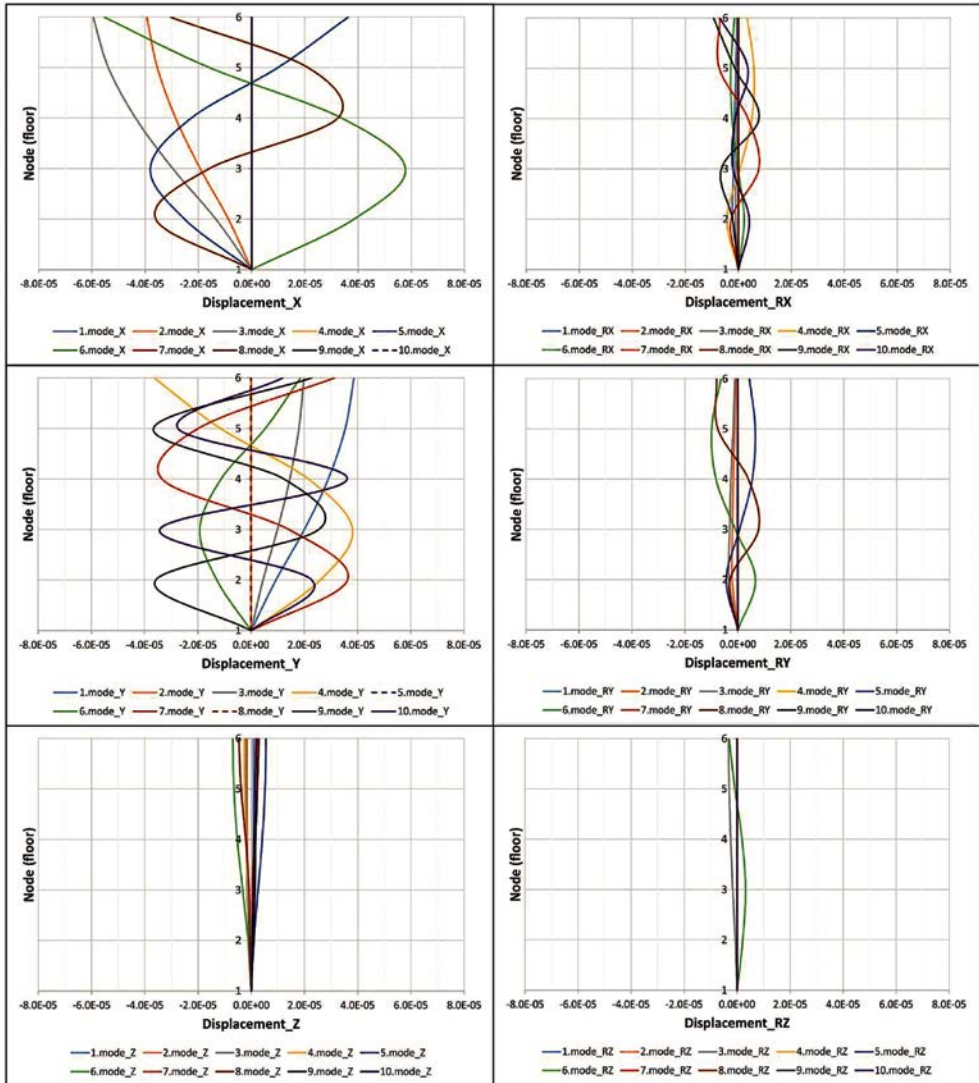 6
5
4
3
2
1
Node (floor)
-8.0E-05 -6.0E-05 -4.0E-05 -2.0E-05 0.0E+00 2.0E-05 4.0E-05 6.0E-05 8.0E-05
Displacement_X
1.mode_X 2.mode_X 3.mode_X 4.mode_X 5.mode_X
6.mode_X 7.mode_X 8.mode_X 9.mode_X 10.mode_X
6
5
4
3
2
1
Node (floor)
-8.0E-05 -6.0E-05 -4.0E-05 -2.0E-05 0.0E+00 2.0E-05 4.0E-05 6.0E-05 8.0E-05
Displacement_RX
1.mode_RX 2.mode_RX 3.mode_RX 4.mode_RX 5.mode_RX
6.mode_RX 7.mode_RX 8.mode_RX 9.mode_RX 10.mode_RX
6
5
4
3
2
1
Node (floor)
-8.0E-05 -6.0E-05 -4.0E-05 -2.0E-05 0.0E+00 2.0E-05 4.0E-05 6.0E-05 8.0E-05
Displacement_Y
1.mode_Y 2.mode_Y 3.mode_Y 4.mode_Y 5.mode_Y
6.mode_Y 7.mode_Y 8.mode_Y 9.mode_Y 10.mode_Y
6
5
4
3
2
1
Node (floor)
-8.0E-05 -6.0E-05 -4.0E-05 -2.0E-05 0.0E+00 2.0E-05 4.0E-05 6.0E-05 8.0E-05
Displacement_RY
1.mode_RY 2.mode_RY 3.mode_RY 4.mode_RY 5.mode_RY
6.mode_RY 7.mode_RY 8.mode_RY 9.mode_RY 10.mode_RY
6
5
4
3
2
1
Node (floor)
-8.0E-05 -6.0E-05 -4.0E-05 -2.0E-05 0.0E+00 2.0E-05 4.0E-05 6.0E-05 8.0E-05
Displacement_Z
1.mode_Z 2.mode_Z 3.mode_Z 4.mode_Z 5.mode_Z
6.mode_Z 7.mode_Z 8.mode_Z 9.mode_Z 10.mode_Z
6
5
4
3
2
1
Node (floor)
-8.0E-05 -6.0E-05 -4.0E-05 -2.0E-05 0.0E+00 2.0E-05 4.0E-05 6.0E-05 8.0E-05
Displacement_RZ
1.mode_RZ 2.mode_RZ 3.mode_RZ 4.mode_RZ 5.mode_RZ
6.mode_RZ 7.mode_RZ 8.mode_RZ 9.mode_RZ 10.mode_RZ